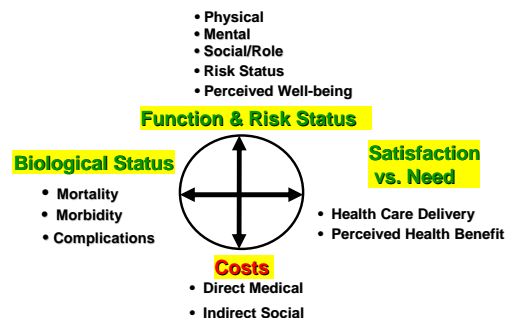 • Physical
• Mental
• Social/Role
• Risk Status
• Perceived Well-being
Function & Risk Status
Biological Status
• Mortality
• Morbidity
• Complications
Satisfaction
vs. Need
• Health Care Delivery
• Perceived Health Benefit
Costs
• Direct Medical
• Indirect Social